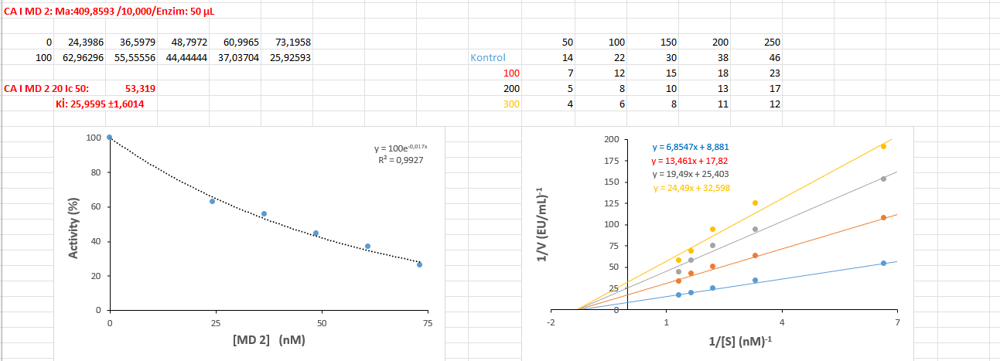 CA I MD 2: Ma:409,8593 /10,000/Enzim: 50 µL
0 24,3986 36,5979 48,7972 60,9965 73,1958
100 62,96296 55,55556 44,44444 37,03704 25,92593
CA I MD 2 20 Ic 50: 53,319
Kİ: 25,9595 ±1,6014
50 100 150 200 250
Kontrol 14 22 30 38 46
100 7 12 15 18 23
200 5 8 10 13 17
300 4 6 8 11 12
y = 100e-0,017x
R² = 0,9927
100
80
60
40
20
0
0 25 50 75
Activity (%)
[MD 2] (nM)
y = 6,8547x + 8,881
y = 13,461x + 17,82
y = 19,49x + 25,403
y = 24,49x + 32,598
200
175
150
125
100
75
50
25
0
-2 1 4 7
1/V (EU/mL)-1
1/[S] (nM)-1